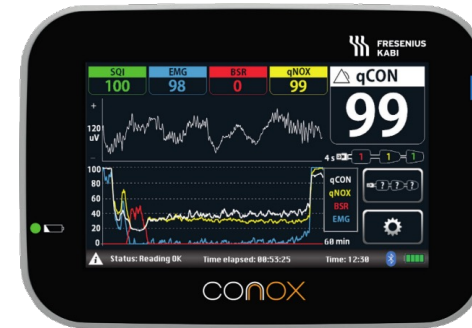 FRESENIUS
KABI
SQI EMG BSR qNOX qCON
100 98 0 99 99
+
120
uV
–
4 s 1 1 1
100
80
60
40
20
0
qCON
qNOX
BSR
EMG
60 min
Status: Reading OK Time elapsed: 00:53:25 Time: 12:30
conox